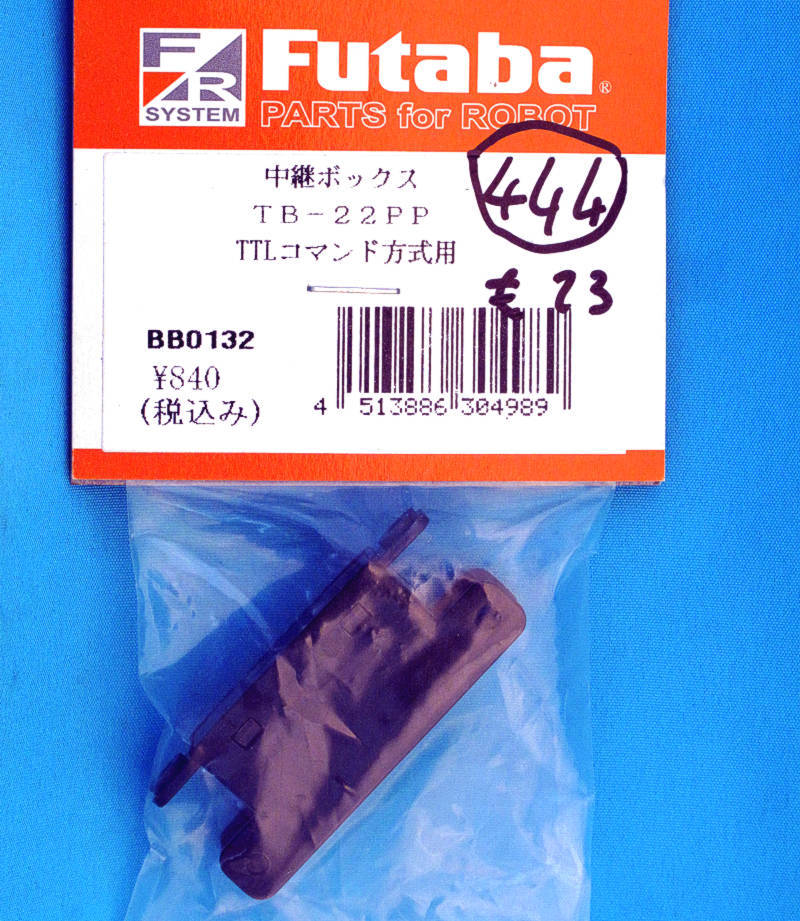 FR
SYSTEM
Futaba®
PARTS for ROBOT
中継ボックス
TB-22PP
TTLコマンド方式用
444
23
BB0132
¥840
(税込み)
4 513886 304989